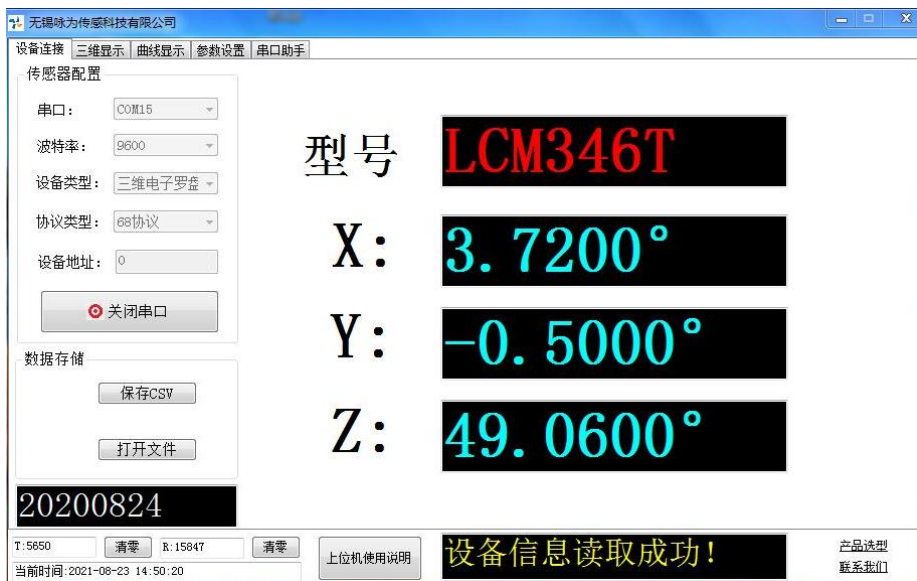 无锡咏为传感科技有限公司
设备连接 三维显示 曲线显示 参数设置 串口助手
传感器配置
串口: COM15
波特率: 9600
设备类型: 三维电子罗盘
协议类型: 68协议
设备地址: 0
关闭串口
数据存储
保存CSV
打开文件
20200824
型号 LCM346T
X: 3.7200°
Y: -0.5000°
Z: 49.0600°
T:5650 清零 R:15847 清零
当前时间:2021-08-23 14:50:20
上位机使用说明
设备信息读取成功!
产品选型
联系我们